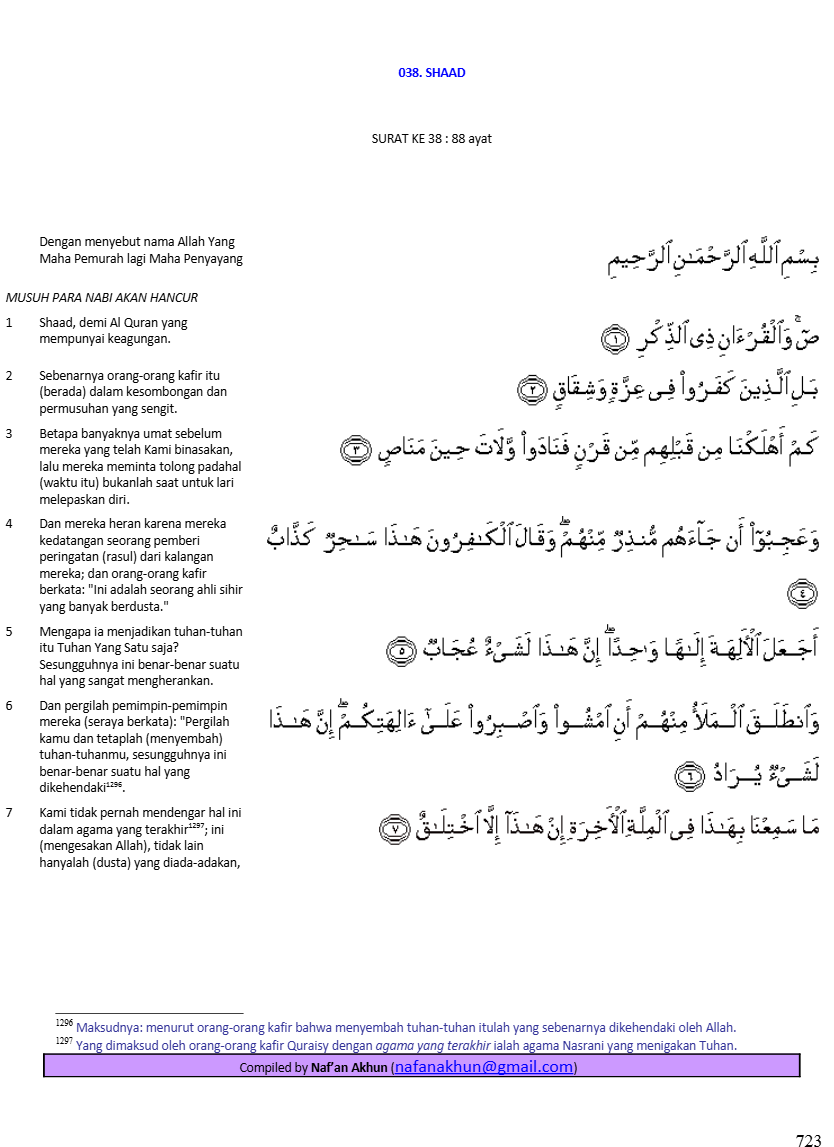 038. SHAAD
SURAT KE 38 : 88 ayat
Dengan menyebut nama Allah Yang
Maha Pemurah lagi Maha Penyayang
بِسْمِ ٱللَّهِ ٱلرَّحْمَـٰنِ ٱلرَّحِيمِ
MUSUH PARA NABI AKAN HANCUR
1 Shaad, demi Al Quran yang
mempunyai keagungan.
صٓ ۚ وَٱلْقُرْءَانِ ذِى ٱلذِّكْرِ ١
2 Sebenarnya orang-orang kafir itu
(berada) dalam kesombongan dan
permusuhan yang sengit.
بَلِ ٱلَّذِينَ كَفَرُوا۟ فِى عِزَّةٍ وَشِقَاقٍ ٢
3 Betapa banyaknya umat sebelum
mereka yang telah Kami binasakan,
lalu mereka meminta tolong padahal
(waktu itu) bukanlah saat untuk lari
melepaskan diri.
كَمْ أَهْلَكْنَا مِن قَبْلِهِم مِّن قَرْنٍ فَنَادَوا۟ وَّلَاتَ حِينَ مَنَاصٍ ٣
4 Dan mereka heran karena mereka
kedatangan seorang pemberi
peringatan (rasul) dari kalangan
mereka; dan orang-orang kafir
berkata: "Ini adalah seorang ahli sihir
yang banyak berdusta."
وَعَجِبُوٓا۟ أَن جَآءَهُم مُّنذِرٌ مِّنْهُمْ ۖ وَقَالَ ٱلْكَـٰفِرُونَ هَـٰذَا سَـٰحِرٌ كَذَّابٌ
٤
5 Mengapa ia menjadikan tuhan-tuhan
itu Tuhan Yang Satu saja?
Sesungguhnya ini benar-benar suatu
hal yang sangat mengherankan.
أَجَعَلَ ٱلْأَلِهَةَ إِلَـٰهًا وَٰحِدًا ۖ إِنَّ هَـٰذَا لَشَىْءٌ عُجَابٌ ٥
6 Dan pergilah pemimpin-pemimpin
mereka (seraya berkata): "Pergilah
kamu dan tetaplah (menyembah)
tuhan-tuhanmu, sesungguhnya ini
benar-benar suatu hal yang
dikehendaki1296.
وَٱنطَلَقَ ٱلْمَلَأُ مِنْهُمْ أَنِ ٱمْشُوا۟ وَٱصْبِرُوا۟ عَلَىٰٓ ءَالِهَتِكُمْ ۖ إِنَّ هَـٰذَا
لَشَىْءٌ يُرَادُ ٦
7 Kami tidak pernah mendengar hal ini
dalam agama yang terakhir1297; ini
(mengesakan Allah), tidak lain
hanyalah (dusta) yang diada-adakan,
مَا سَمِعْنَا بِهَـٰذَا فِى ٱلْمِلَّةِ ٱلْأَخِرَةِ إِنْ هَـٰذَآ إِلَّا ٱخْتِلَـٰقٌ ٧
1296 Maksudnya: menurut orang-orang kafir bahwa menyembah tuhan-tuhan itulah yang sebenarnya dikehendaki oleh Allah.
1297 Yang dimaksud oleh orang-orang kafir Quraisy dengan agama yang terakhir ialah agama Nasrani yang menigakan Tuhan.
Compiled by Naf'an Akhun (nafanakhun@gmail.com)
723